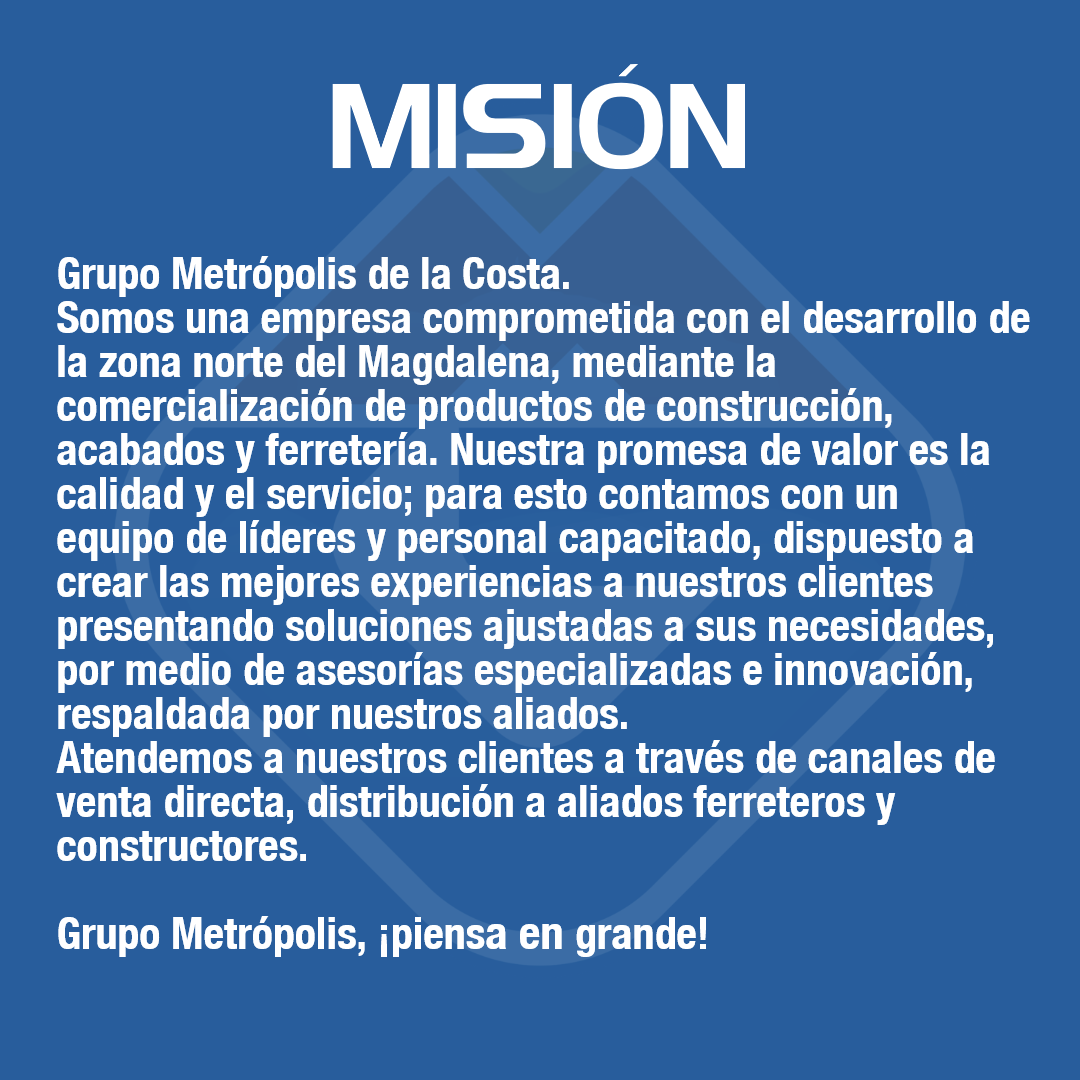 MISIÓN
Grupo Metrópolis de la Costa.
Somos una empresa comprometida con el desarrollo de
la zona norte del Magdalena, mediante la
comercialización de productos de construcción,
acabados y ferretería. Nuestra promesa de valor es la
calidad y el servicio; para esto contamos con un
equipo de líderes y personal capacitado, dispuesto a
crear las mejores experiencias a nuestros clientes
presentando soluciones ajustadas a sus necesidades,
por medio de asesorías especializadas e innovación,
respaldada por nuestros aliados.
Atendemos a nuestros clientes a través de canales de
venta directa, distribución a aliados ferreteros y
constructores.
Grupo Metrópolis, ¡piensa en grande!